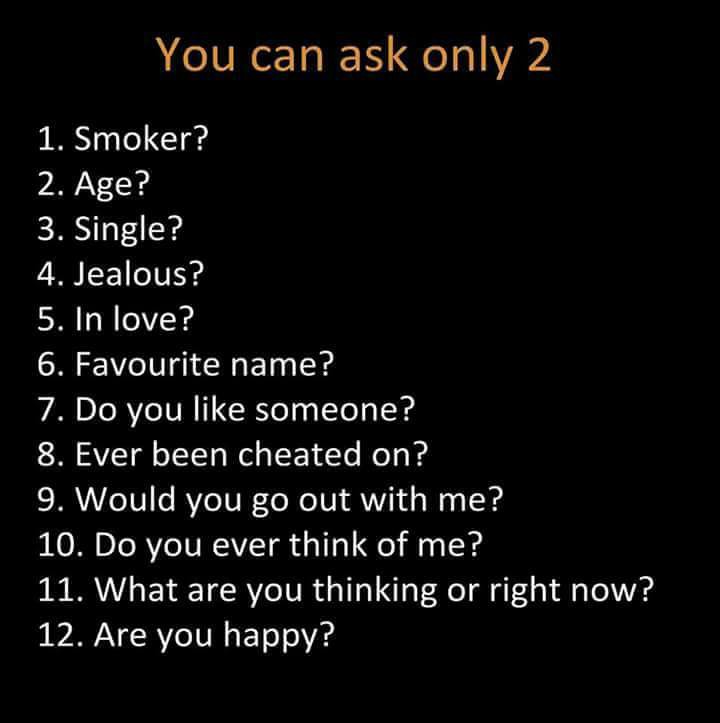 You can ask only 2
1. Smoker?
2. Age?
3. Single?
4. Jealous?
5. In love?
6. Favourite name?
7. Do you like someone?
8. Ever been cheated on?
9. Would you go out with me?
10. Do you ever think of me?
11. What are you thinking or right now?
12. Are you happy?